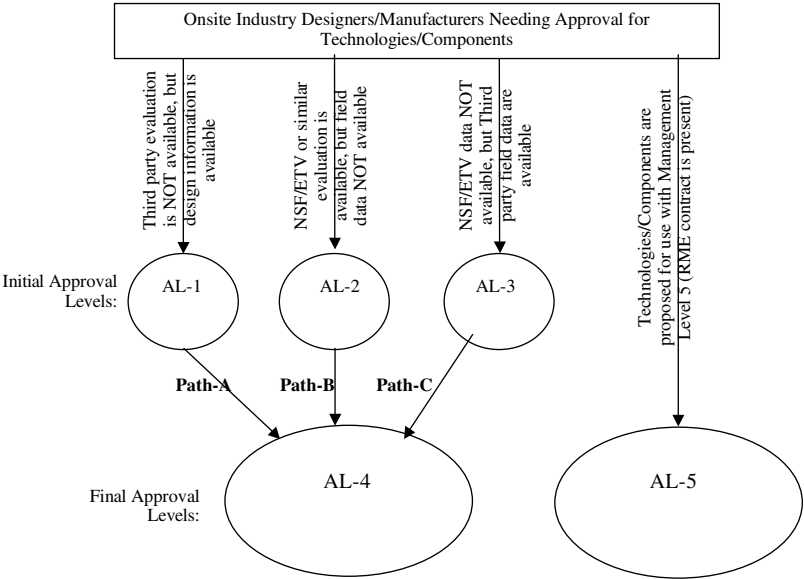 Onsite Industry Designers/Manufacturers Needing Approval for
Technologies/Components
Third party evaluation
is NOT available, but
design information is
available
NSF/ETV or similar
evaluation is
available, but field
data NOT available
NSF/ETV data NOT
available, but Third
party field data are
available
Technologies/Components are
proposed for use with Management
Level 5 (RME contract is present)
Initial Approval
Levels:
AL-1
AL-2
AL-3
Path-A
Path-B
Path-C
Final Approval
Levels:
AL-4
AL-5